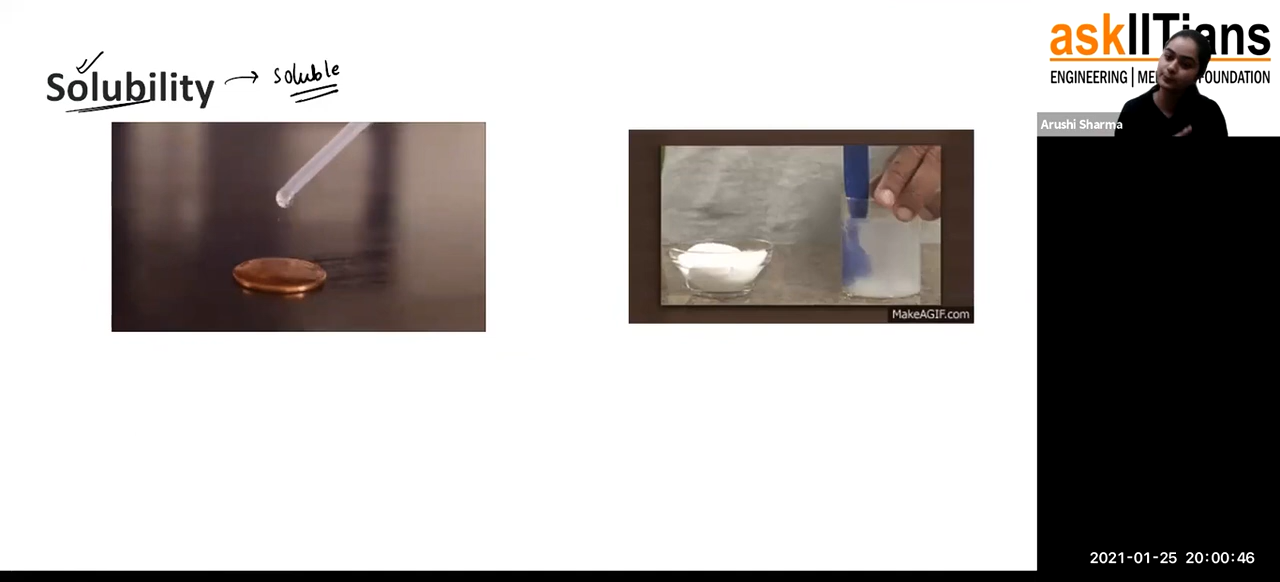 askIITians
ENGINEERING | ME FOUNDATION
Solubility → soluble
Arushi Sharma
MakeAGIF.com
2021-01-25 20:00:46